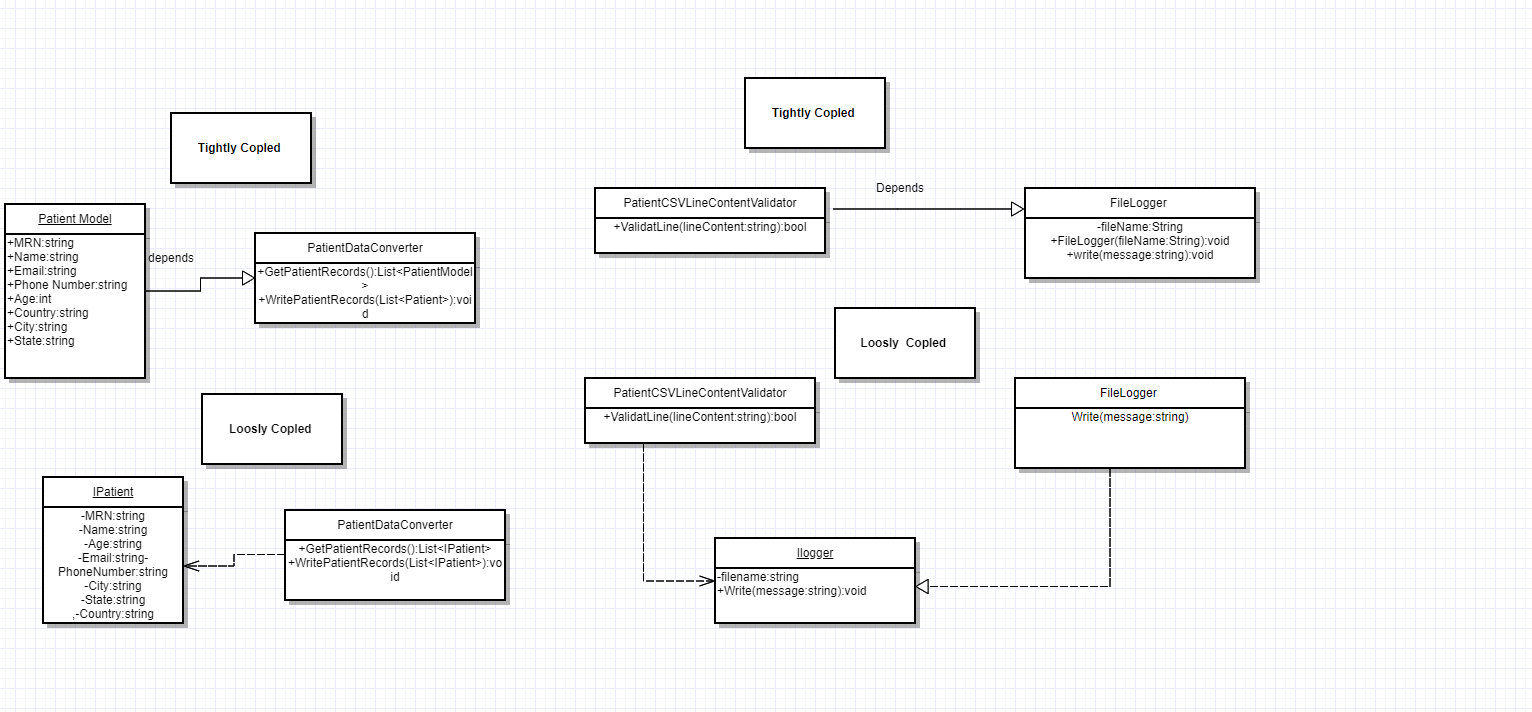 Tightly Copled
Patient Model
+MRN:string
+Name:string
+Email:string
+Phone Number:string
+Age:int
+Country:string
+City:string
+State:string
depends
PatientDataConverter
+GetPatientRecords():List<PatientModel
>
+WritePatientRecords(List<Patient>):voi
d
Loosly Copled
IPatient
-MRN:string
-Name:string
-Age:string
-Email:string-
PhoneNumber:string
-City:string
-State:string
,-Country:string
PatientDataConverter
+GetPatientRecords():List<IPatient>
+WritePatientRecords(List<IPatient>):vo
id
Tightly Copled
PatientCSVLineContentValidator
+ValidatLine(lineContent:string):bool
Depends
FileLogger
-fileName:String
+FileLogger(fileName:String):void
+write(message:string):void
Loosly Copled
PatientCSVLineContentValidator
+ValidatLine(lineContent:string):bool
FileLogger
Write(message:string)
Ilogger
-filename:string
+Write(message:string):void